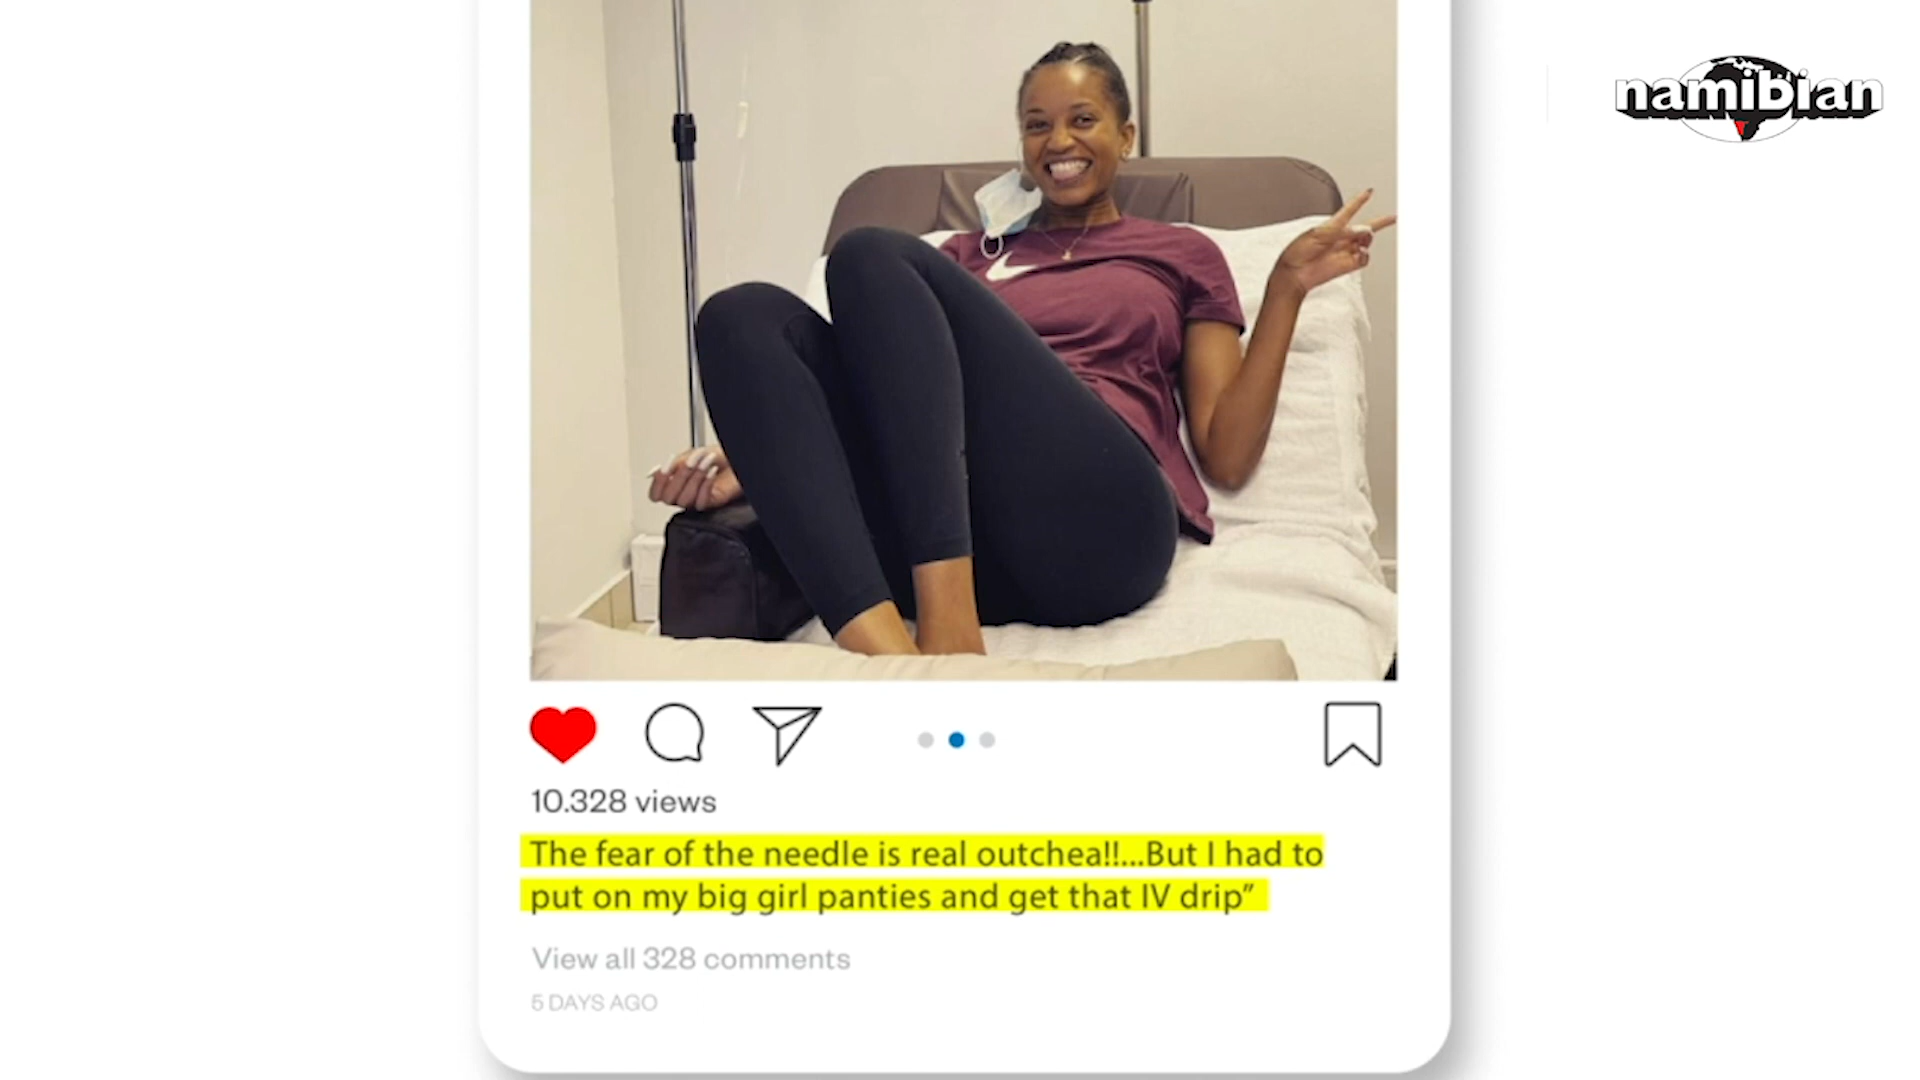 namibian
10.328 views
The fear of the needle is real outchea!!...But I had to
put on my big girl panties and get that IV drip”
View all 328 comments
5 DAYS AGO